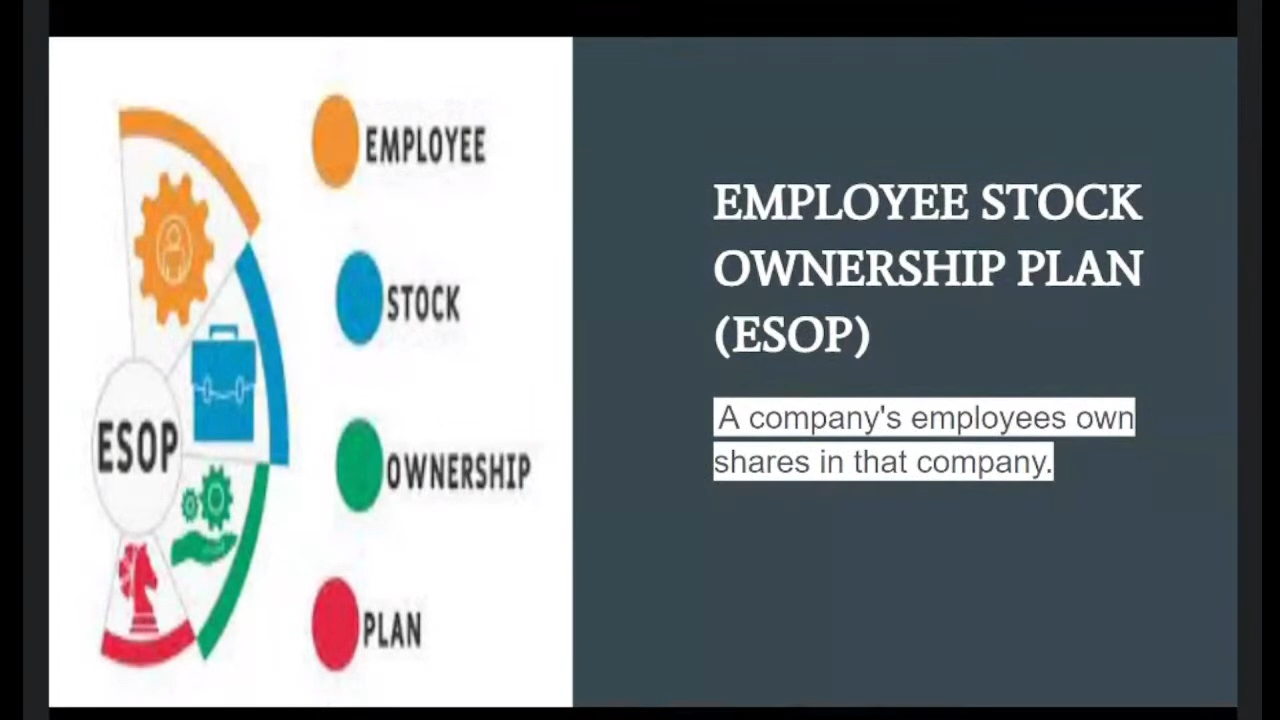 ESOP
EMPLOYEE
STOCK
OWNERSHIP
PLAN
EMPLOYEE STOCK
OWNERSHIP PLAN
(ESOP)
A company's employees own
shares in that company.